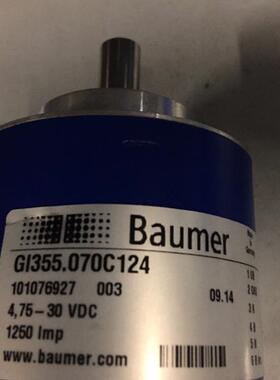 Baumer
GI355.070C124
101076927 003
09.14
4,75-30 VDC
1250 Imp
www.baumer.com